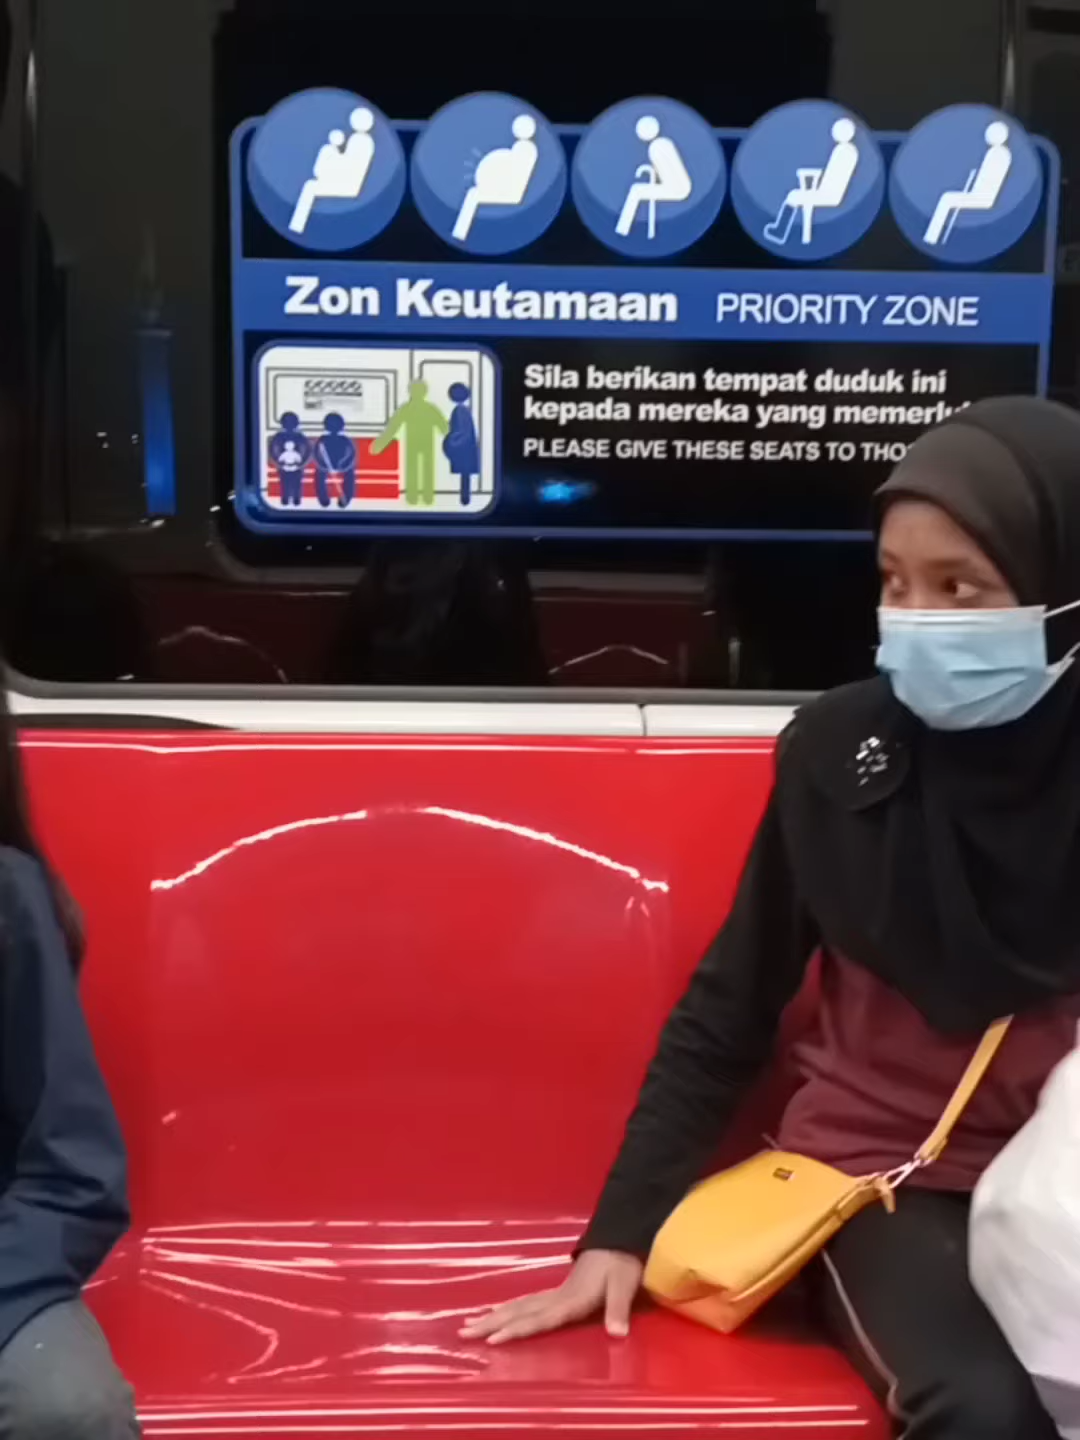 Zon Keutamaan PRIORITY ZONE
Sila berikan tempat duduk ini
kepada mereka yang
PLEASE GIVE THESE SEATS TO